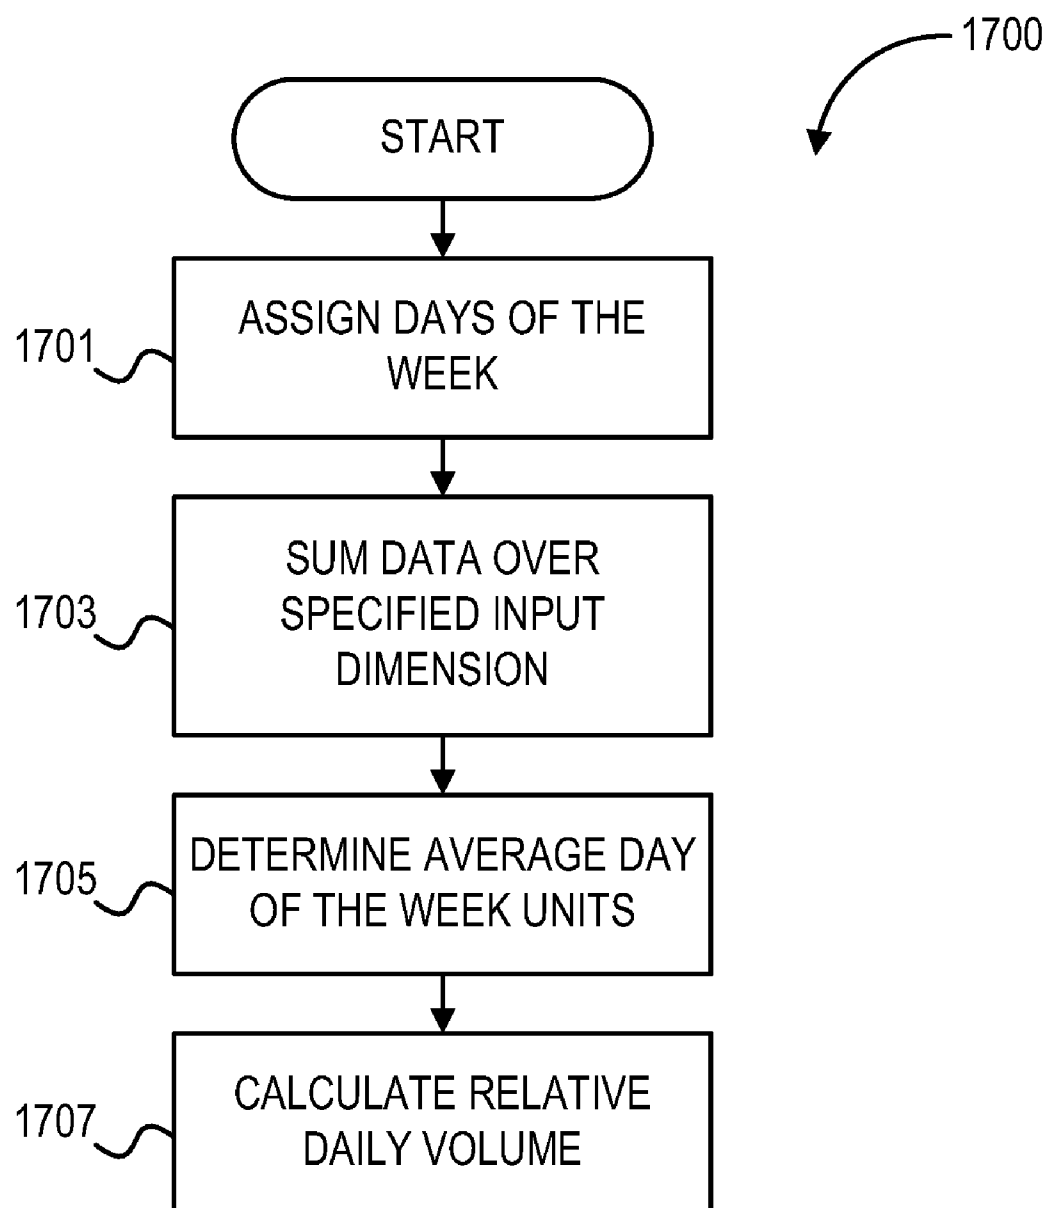 1700
START
1701
ASSIGN DAYS OF THE
WEEK
1703
SUM DATA OVER
SPECIFIED INPUT
DIMENSION
1705
DETERMINE AVERAGE DAY
OF THE WEEK UNITS
1707
CALCULATE RELATIVE
DAILY VOLUME